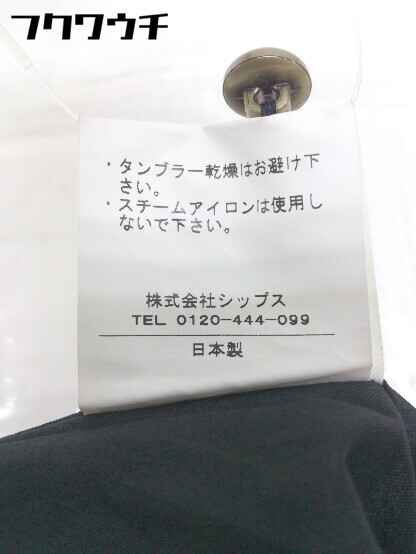 フクワウチ
・タンブラー乾燥はお避け下
さい。
・スチームアイロンは使用し
ないで下さい。
株式会社シップス
TEL 0120-444-099
日本製